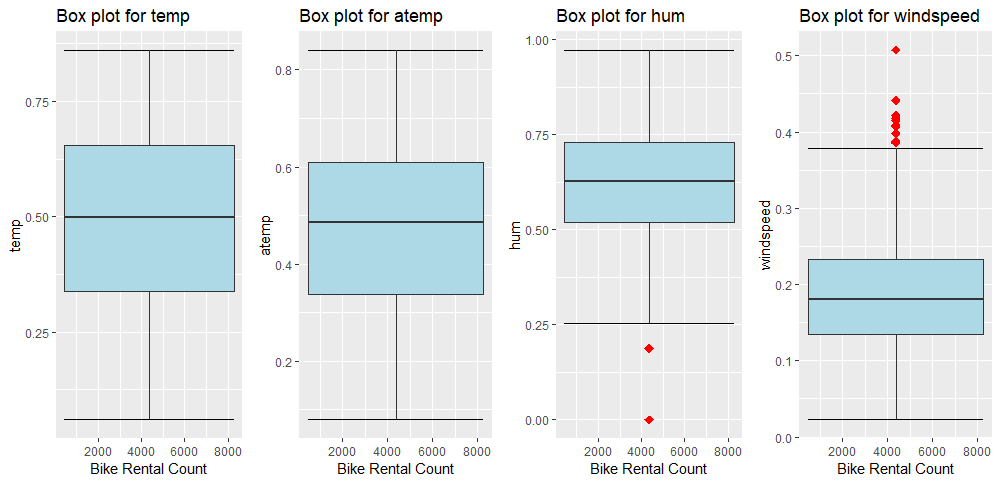 Box plot for temp
temp
0.75
0.50
0.25
2000 4000 6000 8000
Bike Rental Count
Box plot for atemp
atemp
0.8
0.6
0.4
0.2
2000 4000 6000 8000
Bike Rental Count
Box plot for hum
hum
1.00
0.75
0.50
0.25
0.00
2000 4000 6000 8000
Bike Rental Count
Box plot for windspeed
windspeed
0.5
0.4
0.3
0.2
0.1
0.0
2000 4000 6000 8000
Bike Rental Count